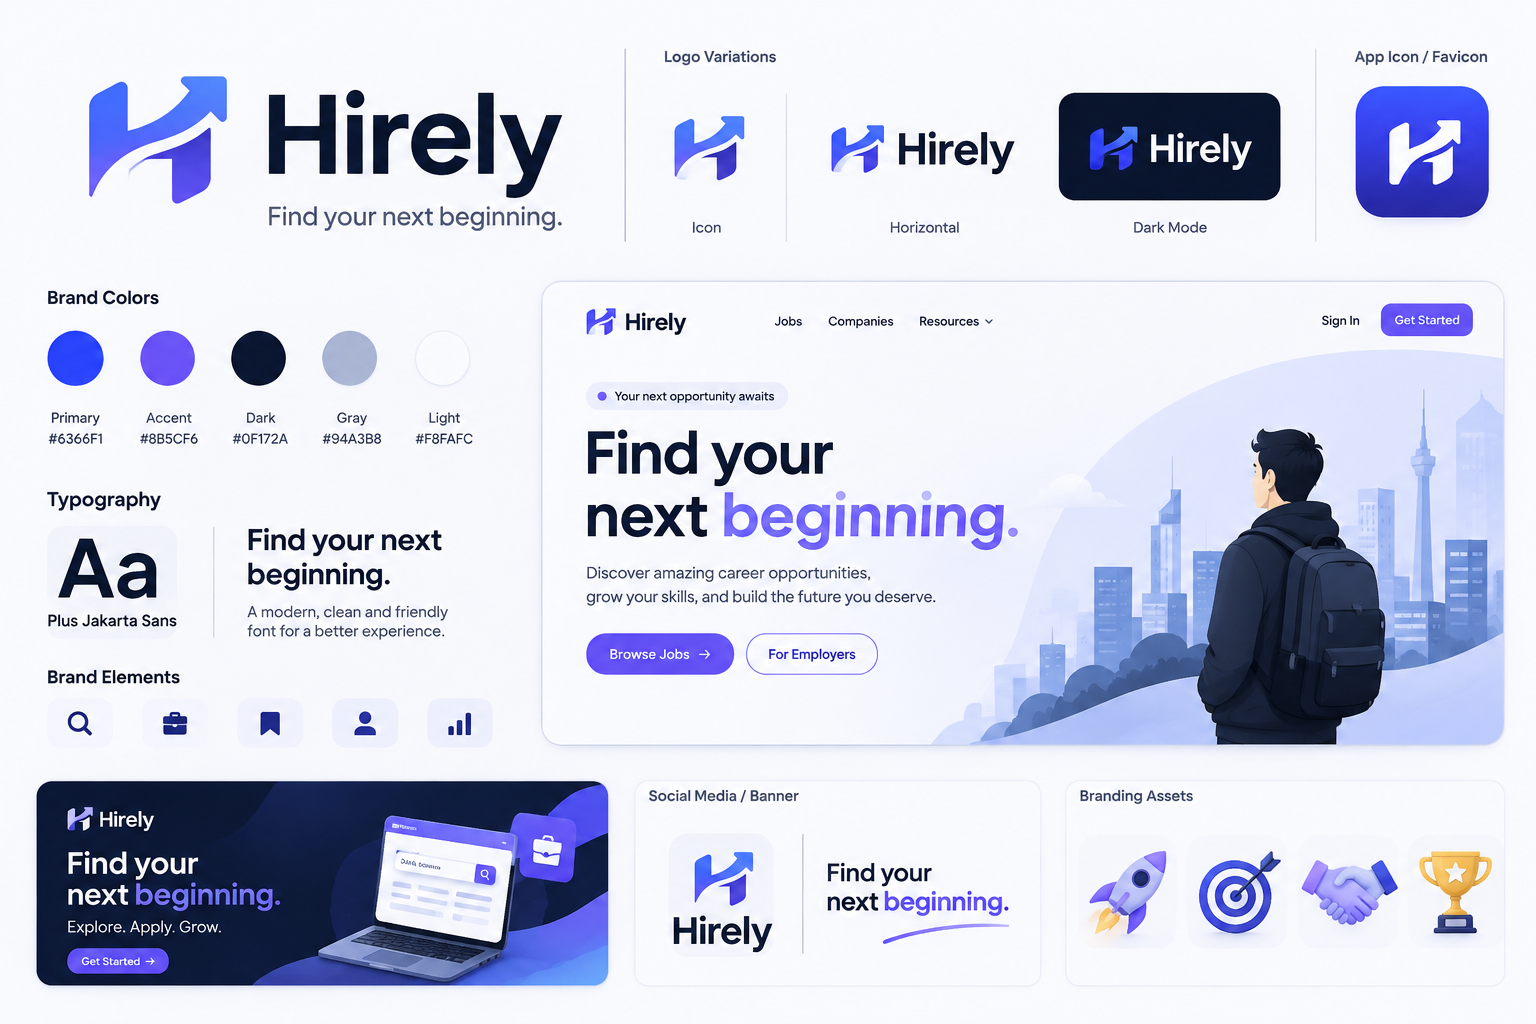 Hirely
Find your next beginning.
Logo Variations
Icon
Hirely
Horizontal
Hirely
Dark Mode
App Icon / Favicon
Brand Colors
Primary
#6366F1
Accent
#8B5CF6
Dark
#0F172A
Gray
#94A3B8
Light
#F8FAFC
Typography
Aa
Plus Jakarta Sans
Find your next
beginning.
A modern, clean and friendly
font for a better experience.
Brand Elements
Hirely
Jobs
Companies
Resources
Sign In
Get Started
Your next opportunity awaits
Find your
next beginning.
Discover amazing career opportunities,
grow your skills, and build the future you deserve.
Browse Jobs →
For Employers
Hirely
Find your
next beginning.
Explore. Apply. Grow.
Get Started →
Social Media / Banner
Hirely
Find your
next beginning.
Branding Assets